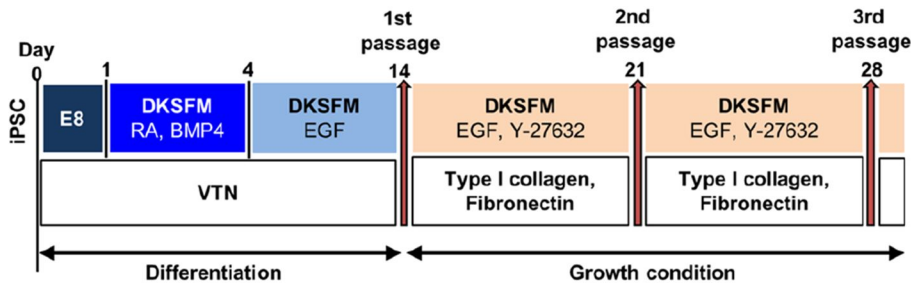 1st
passage
2nd
passage
3rd
passage
Day
0
1
4
14
21
28
iPSC
E8
DKSFM
RA, BMP4
DKSFM
EGF
DKSFM
EGF, Y-27632
DKSFM
EGF, Y-27632
VTN
Type I collagen,
Fibronectin
Type I collagen,
Fibronectin
Differentiation
Growth condition